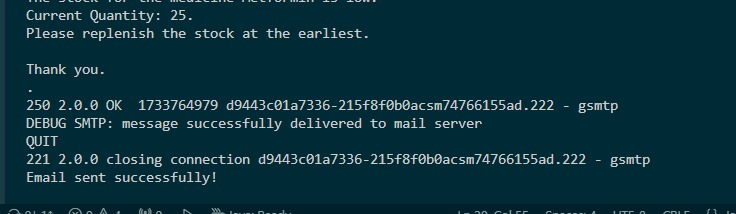 The stock for the medicine Metformin is low.
Current Quantity: 25.
Please replenish the stock at the earliest.
Thank you.
.
250 2.0.0 OK  1733764979 d9443c01a7336-215f8f0b0acsm74766155ad.222 - gsmtp
DEBUG SMTP: message successfully delivered to mail server
QUIT
221 2.0.0 closing connection d9443c01a7336-215f8f0b0acsm74766155ad.222 - gsmtp
Email sent successfully!